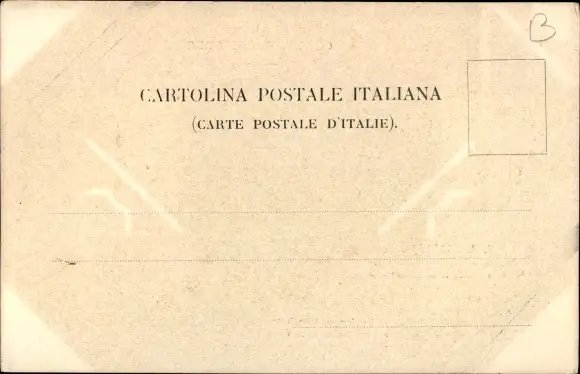 B
CARTOLINA POSTALE ITALIANA
(CARTE POSTALE D'ITALIE).